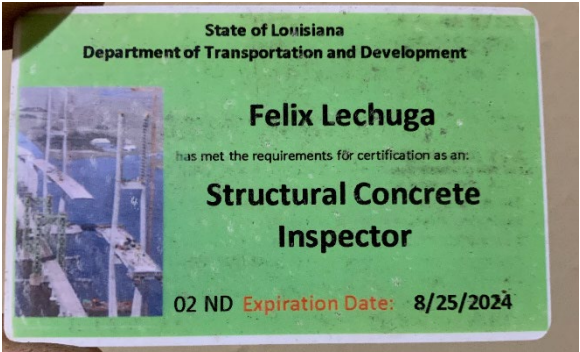 State of Louisiana
Department of Transportation and Development
Felix Lechuga
has met the requirements for certification as an:
Structural Concrete
Inspector
02 ND Expiration Date: 8/25/2024